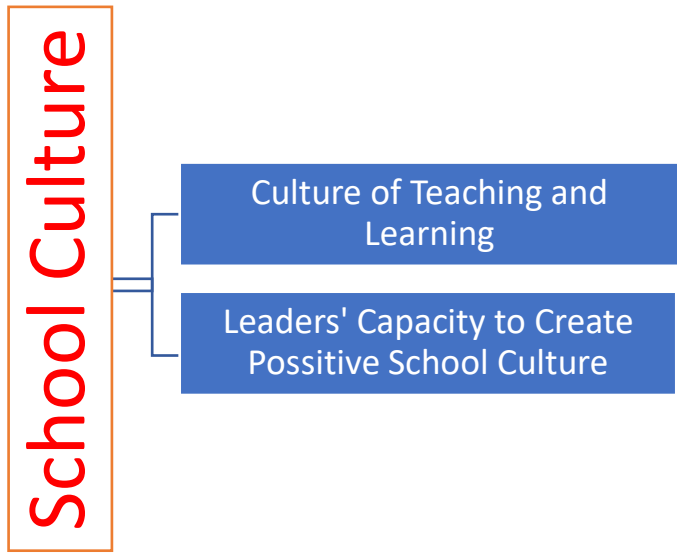 School Culture
Culture of Teaching and
Learning
Leaders' Capacity to Create
Possitive School Culture